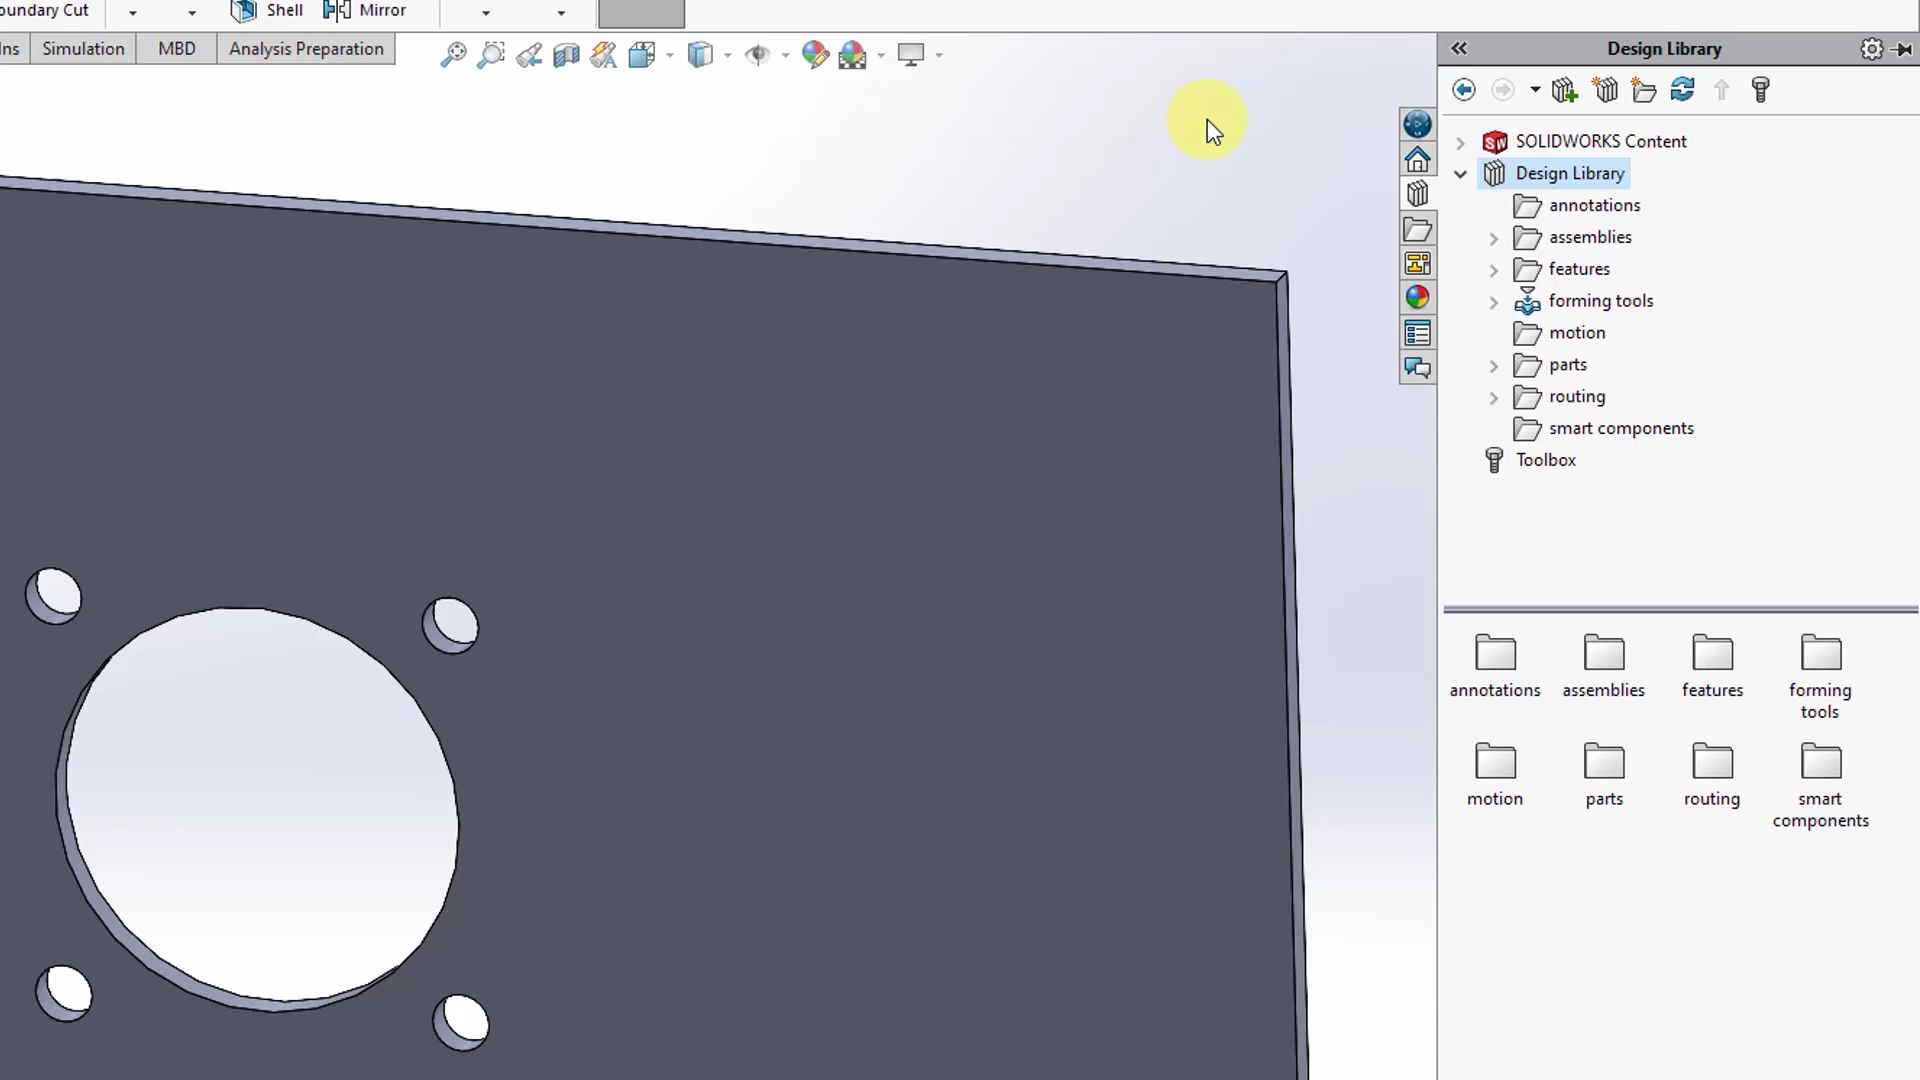 oundary Cut
Shell
Mirror
Ins
Simulation
MBD
Analysis Preparation
Design Library
SOLIDWORKS Content
Design Library
annotations
assemblies
features
forming tools
motion
parts
routing
smart components
Toolbox
annotations
assemblies
features
forming
tools
motion
parts
routing
smart
components